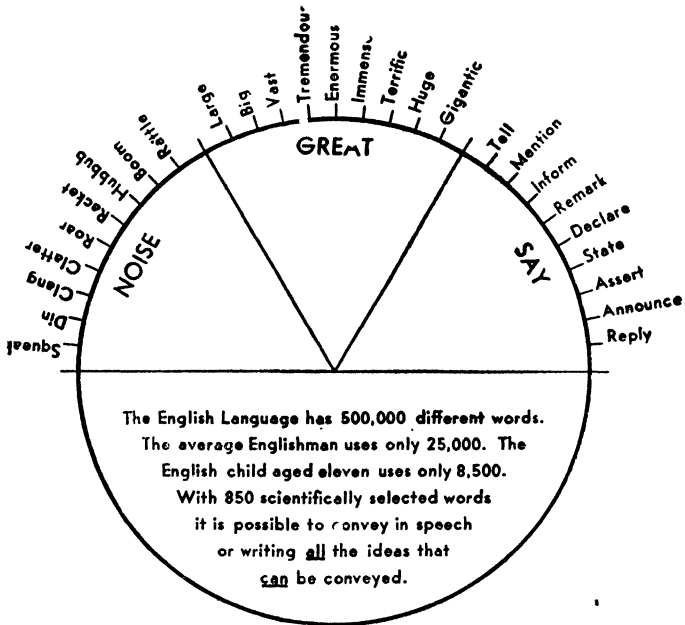 Squeak
Din
Clang
Clatter
Roar
Racket
Hubbub
Boom
Rattle
Large
Big
Vast
Tremendou
Enormous
Immens
Terrific
Huge
Gigantic
Tell
Mention
Inform
Remark
Declare
State
Assert
Announce
Reply
NOISE
GREAT
SAY
The English Language has 500,000 different words.
The average Englishman uses only 25,000. The
English child aged eleven uses only 8,500.
With 850 scientifically selected words
it is possible to convey in speech
or writing all the ideas that
can be conveyed.